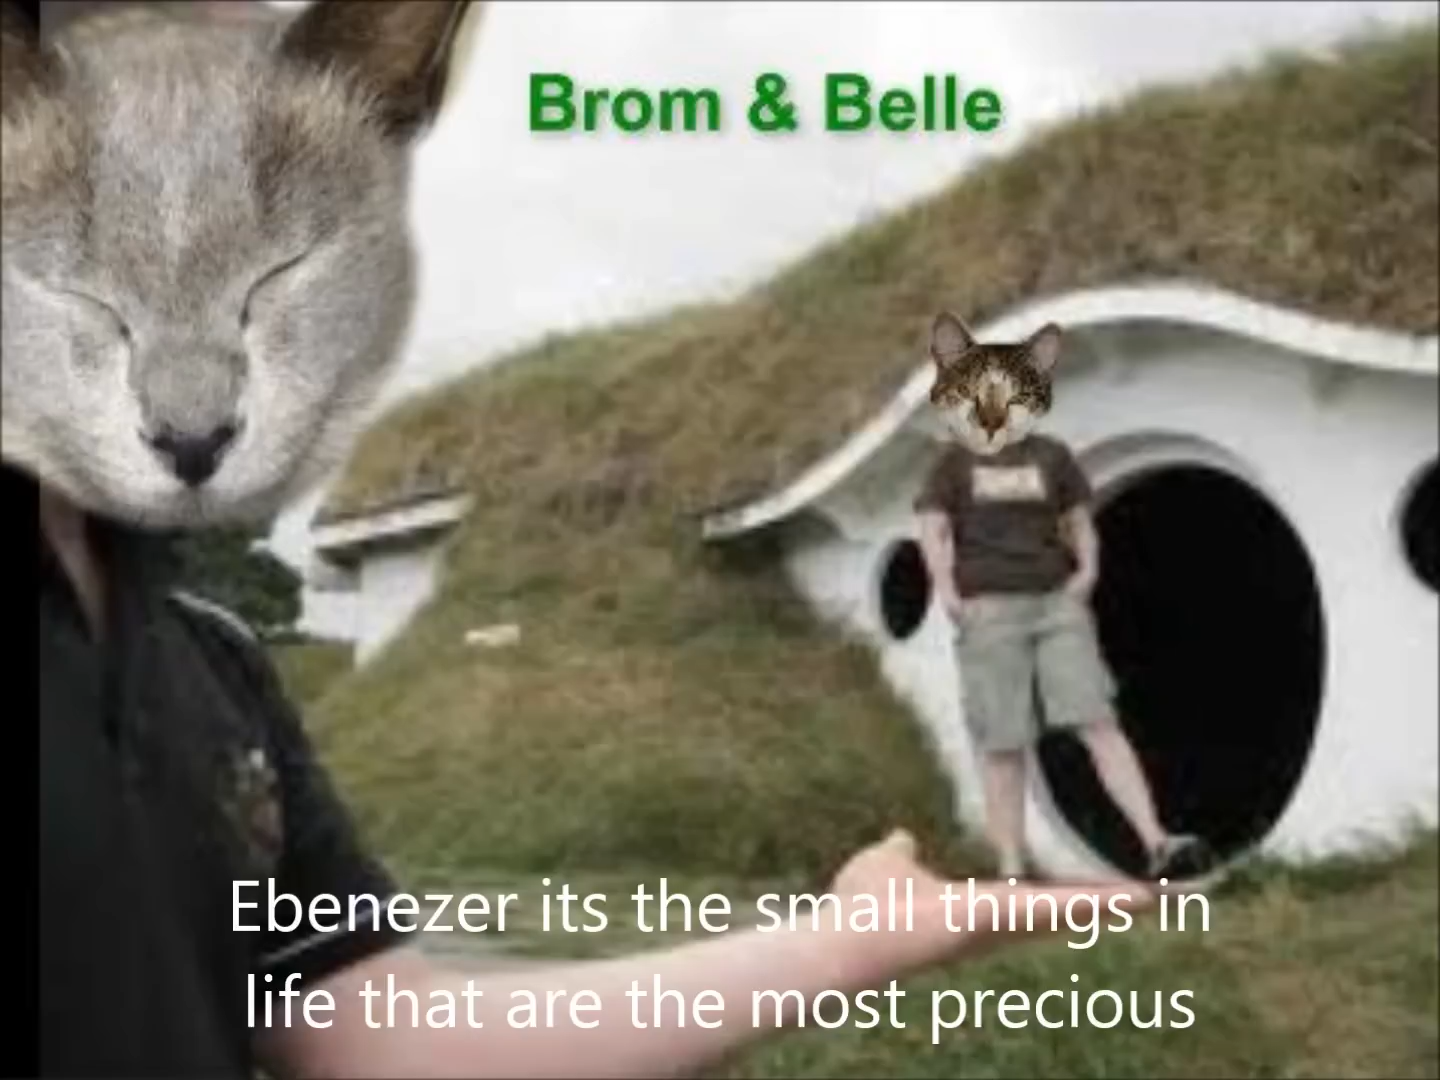 Brom & Belle
Ebenezer its the small things in
life that are the most precious